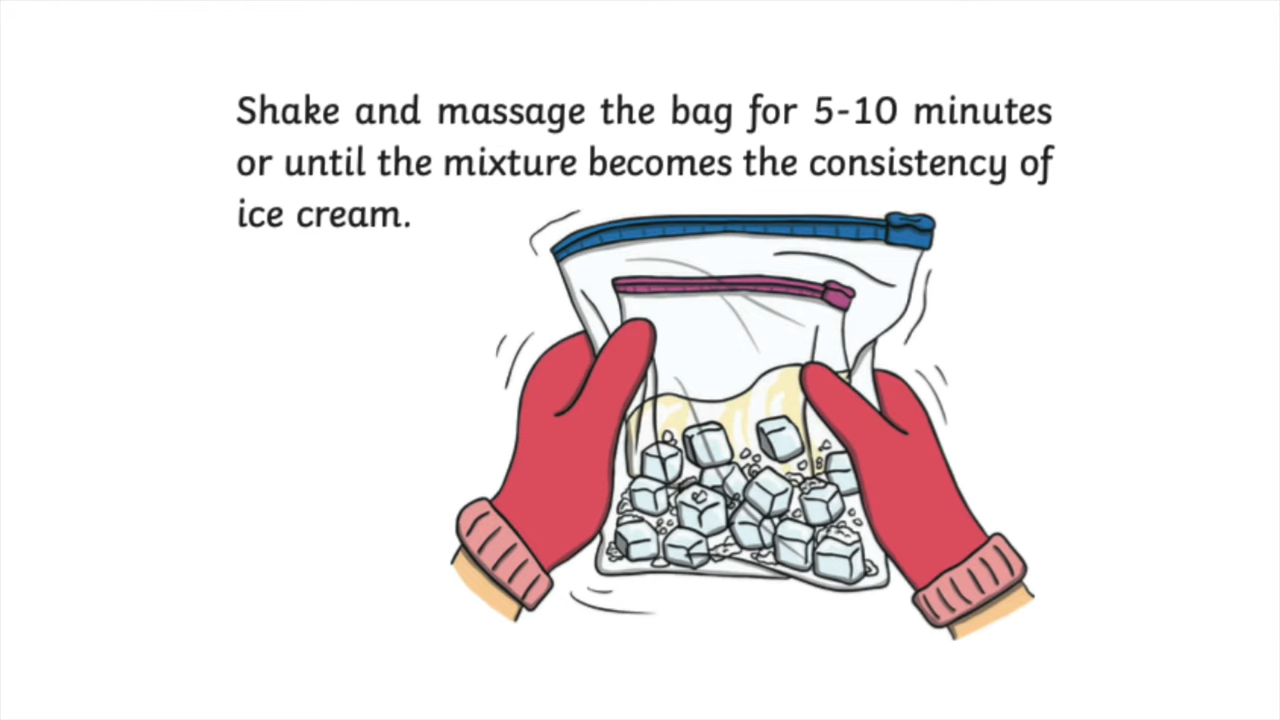 Shake and massage the bag for 5-10 minutes
or until the mixture becomes the consistency of
ice cream.